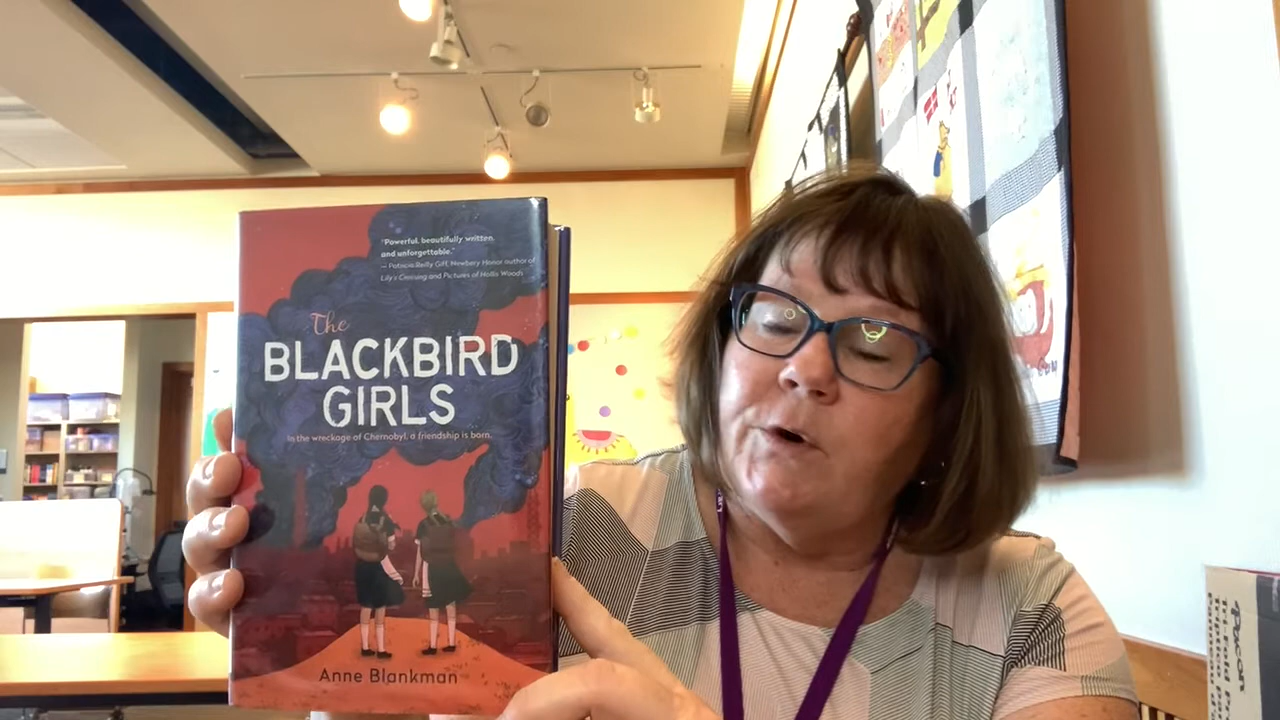 "Powerful, beautifully written,
and unforgettable."
— Patricia Reilly Giff, Newbery Honor author of
Lily's Crossing and Pictures of Hollis Woods
The
BLACKBIRD
GIRLS
In the wreckage of Chernobyl, a friendship is born.
Anne Blankman
Pacon